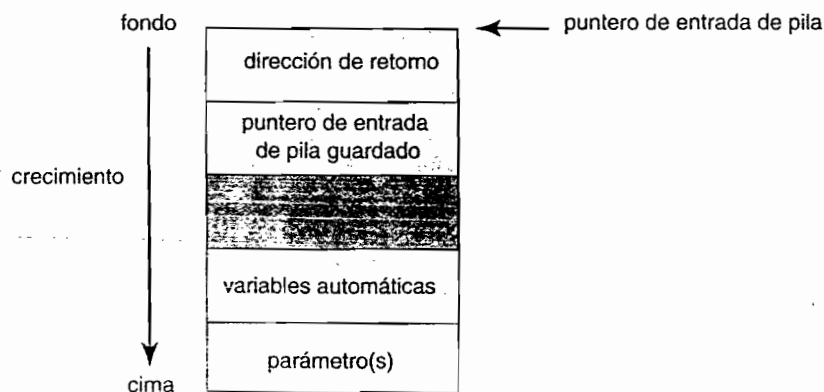 fondo
puntero de entrada de pila
dirección de retorno
puntero de entrada
de pila guardado
crecimiento
variables automáticas
parámetro(s)
cima